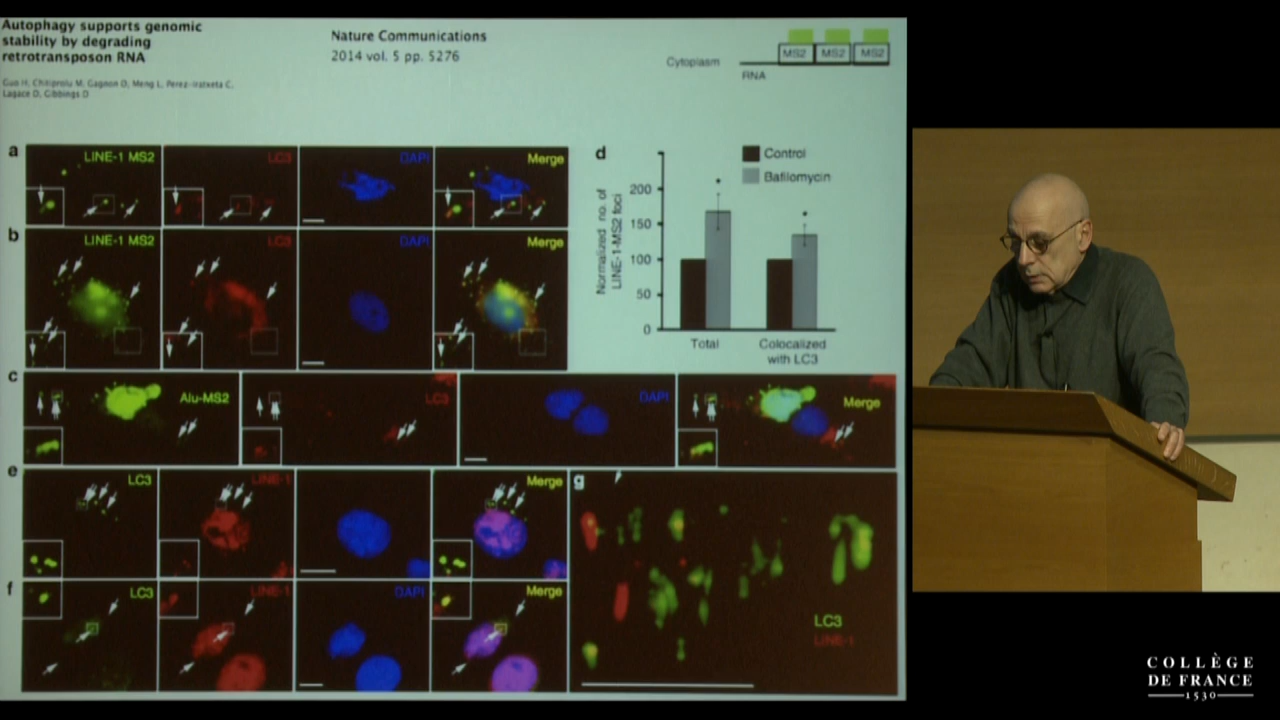 Autophagy supports genomic
stability by degrading
retrotransposon RNA
Guo H, Chitiprolu M, Gagnon D, Meng L, Perez-Iratxeta C,
Lagace D, Gibbings D
Nature Communications
2014 vol. 5 pp. 5276
MS2 MS2 MS2
Cytoplasm
RNA
a
LINE-1 MS2
LC3
DAPI
Merge
b
LINE-1 MS2
LC3
DAPI
Merge
d
Control
Bafilomycin
Normalized no. of
LINE-1-MS2 foci
200
150
100
50
0
Total
Colocalized
with LC3
c
Alu-MS2
LC3
DAPI
Merge
e
LC3
LINE-1
Merge
f
LC3
LINE-1
DAPI
Merge
g
LC3
LINE-1
COLLÈGE
DE FRANCE
1530